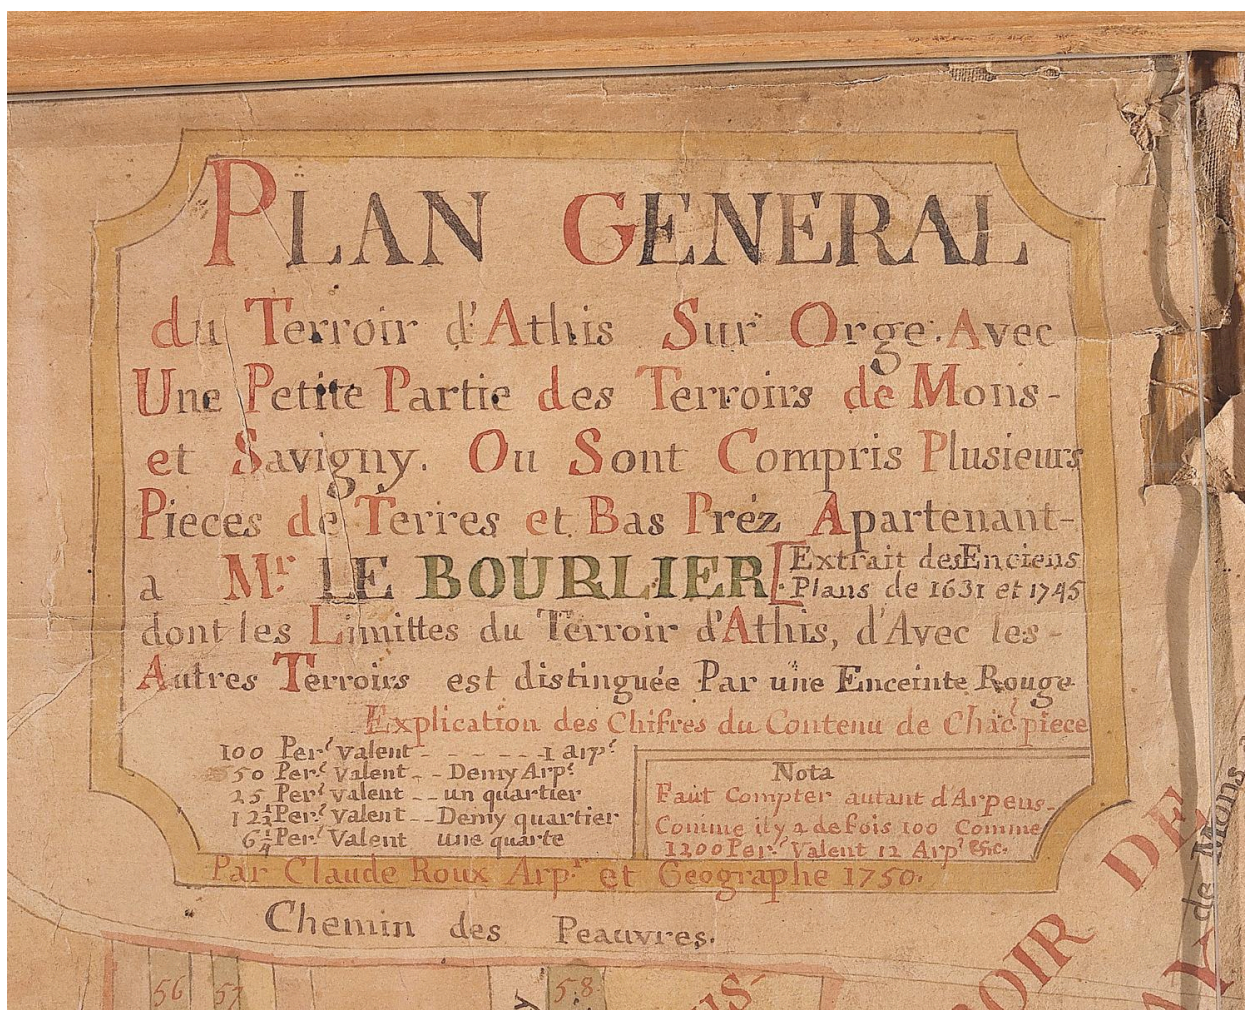 PLAN GENERAL
du Terroir d'Athis Sur Orge. Avec
Une Petite Partie des Terroirs de Mons-
et Savigny. Ou Sont Compris Plusieurs
Pieces de Terres et Bas Préz Apartenant-
a Mr. LE BOURLIER [Extrait des Enciens
Plans de 1631 et 1745
dont les Limittes du Terroir d'Athis, d'Avec les-
Autres Terroirs est distinguée Par une Enceinte Rouge
Explication des Chifres du Contenu de Chãc. piece
100 Per.s valent - - - - - 1 arp.t
50 Per.s Valent - - Demy Arp.t
25 Per.s valent - - un quartier
12½ Per.s valent - - Demy quartier
6¼ Per.s Valent une quarte
Nota
Faut Compter autant d'Arpens-
Comme il y a de fois 100 Comme
1200 Per.s Valent 12 Arp.s &c.
Par Claude Roux Arp.r et Geographe 1750.
Chemin des Peauvres.
56 57 58
OIR DE
de Mons